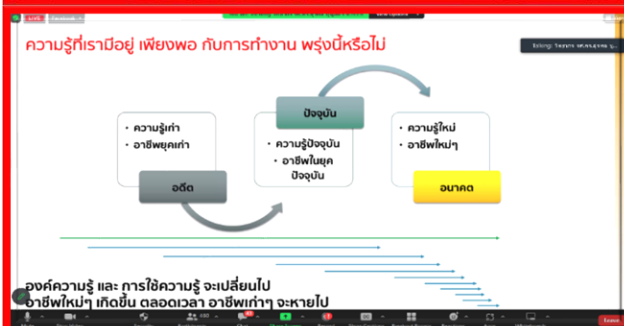 LIVE
ความรู้ที่เรามีอยู่ เพียงพอ กับการทำงาน พรุ่งนี้หรือไม่
• ความรู้เก่า
• อาชีพยุคเก่า
อดีต
ปัจจุบัน
• ความรู้ปัจจุบัน
• อาชีพในยุค
ปัจจุบัน
• ความรู้ใหม่
• อาชีพใหม่ๆ
อนาคต
องค์ความรู้ และ การใช้ความรู้ จะเปลี่ยนไป
อาชีพใหม่ๆ เกิดขึ้น ตลอดเวลา อาชีพเก่าๆ จะหายไป